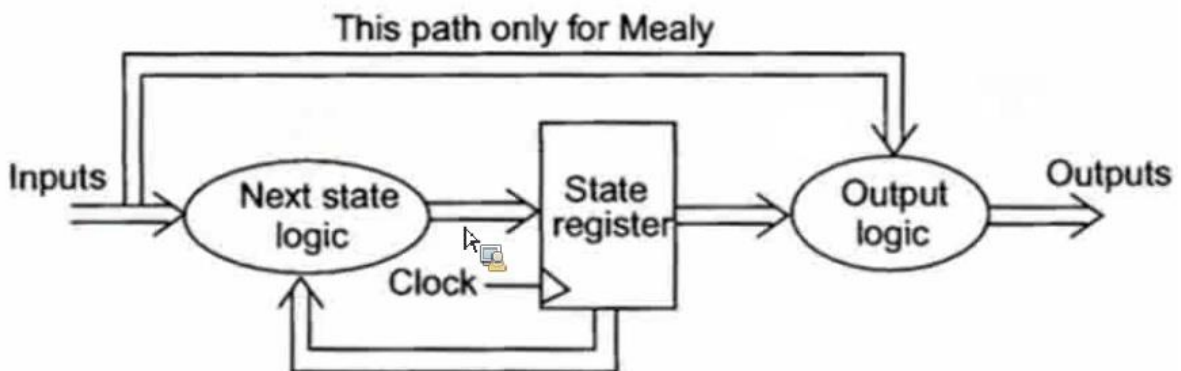 This path only for Mealy
Inputs
Next state
logic
State
register
Clock
Output
logic
Outputs